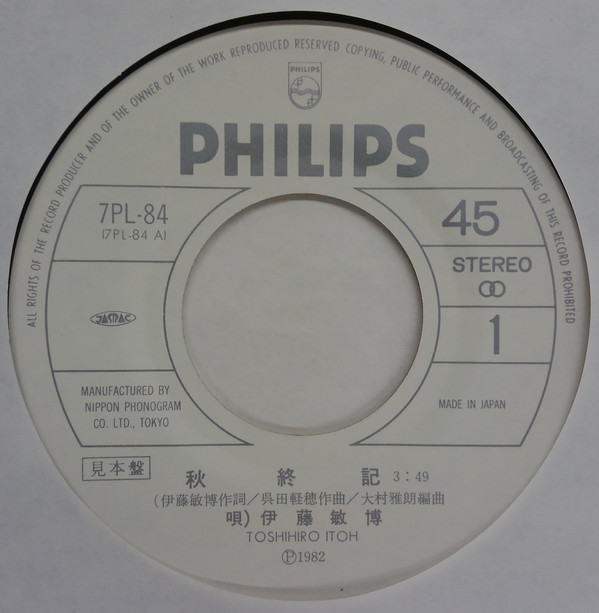 ALL RIGHTS OF THE RECORD PRODUCER AND OF THE OWNER OF THE WORK REPRODUCED RESERVED COPYING, PUBLIC PERFORMANCE AND BROADCASTING OF THIS RECORD PROHIBITED
PHILIPS
PHILIPS
7PL-84
(7PL-84 A)
45
STEREO
JASRAC
1
MANUFACTURED BY
NIPPON PHONOGRAM
CO. LTD., TOKYO
MADE IN JAPAN
見本盤
秋終記 3:49
(伊藤敏博作詞／呉田軽穂作曲／大村雅朗編曲
唄) 伊藤敏博
TOSHIHIRO ITOH
Ⓟ1982